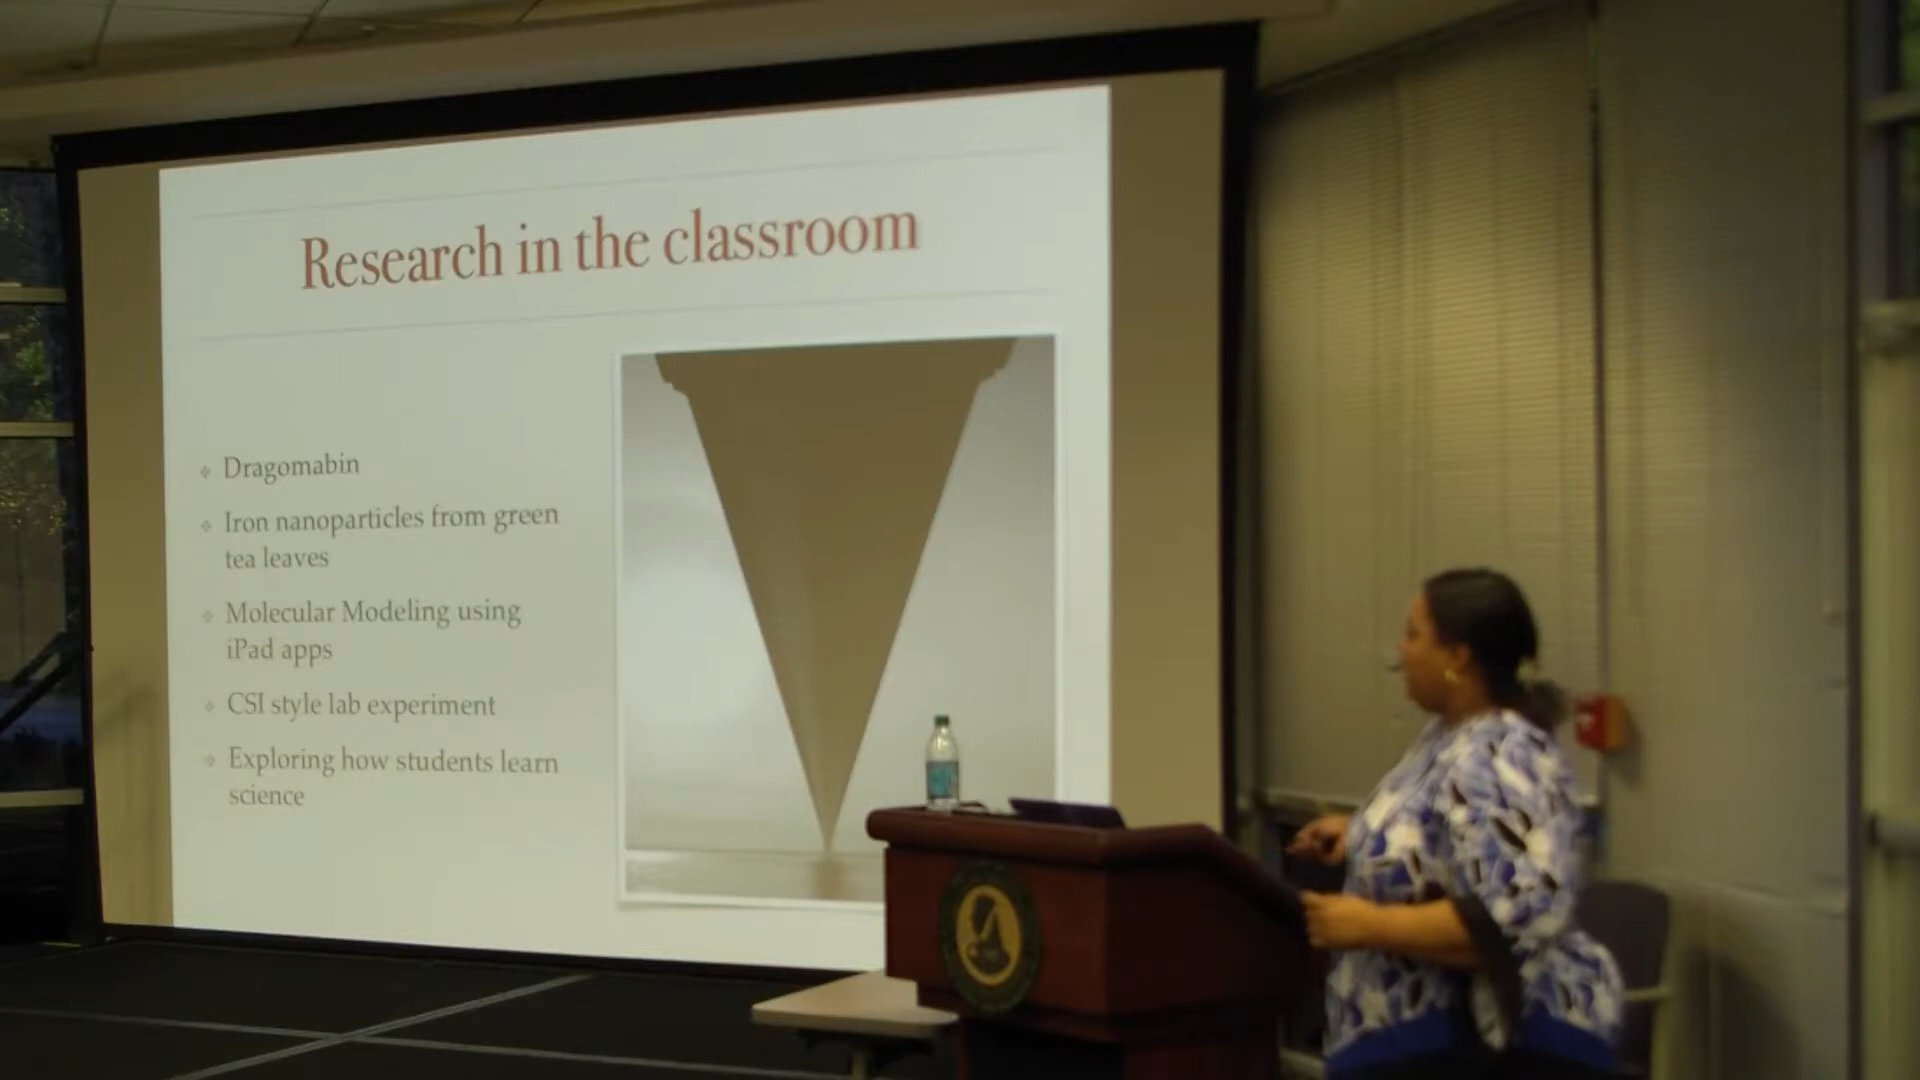 Research in the classroom
Dragomabin
Iron nanoparticles from green
tea leaves
Molecular Modeling using
iPad apps
CSI style lab experiment
Exploring how students learn
science